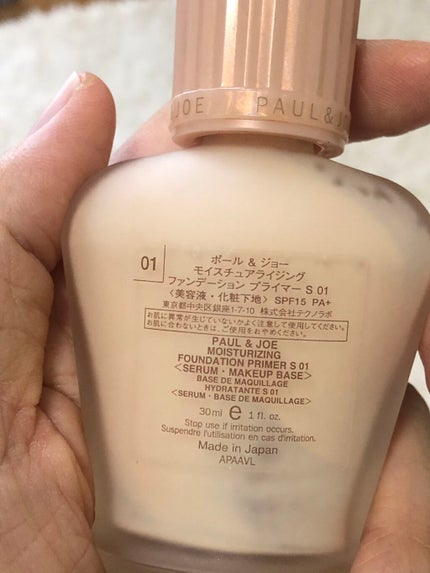 JOE PAUL & JO
01
ポール & ジョー
モイスチュアライジング
ファンデーション プライマー S 01
〈美容液・化粧下地〉 SPF15 PA+
東京都中央区銀座1-7-10 株式会社テクノラボ
お肌に異常が生じていないかよく注意して使用してください。
お肌に合わないときは、ご使用をおやめください。
PAUL & JOE
MOISTURIZING
FOUNDATION PRIMER S 01
<SERUM・MAKEUP BASE>
BASE DE MAQUILLAGE
HYDRATANTE S 01
<SERUM・BASE DE MAQUILLAGE>
30ml e 1 fl. oz.
Stop use if irritation occurs.
Suspendre l'utilisation en cas d'irritation.
Made in Japan
APAAVL